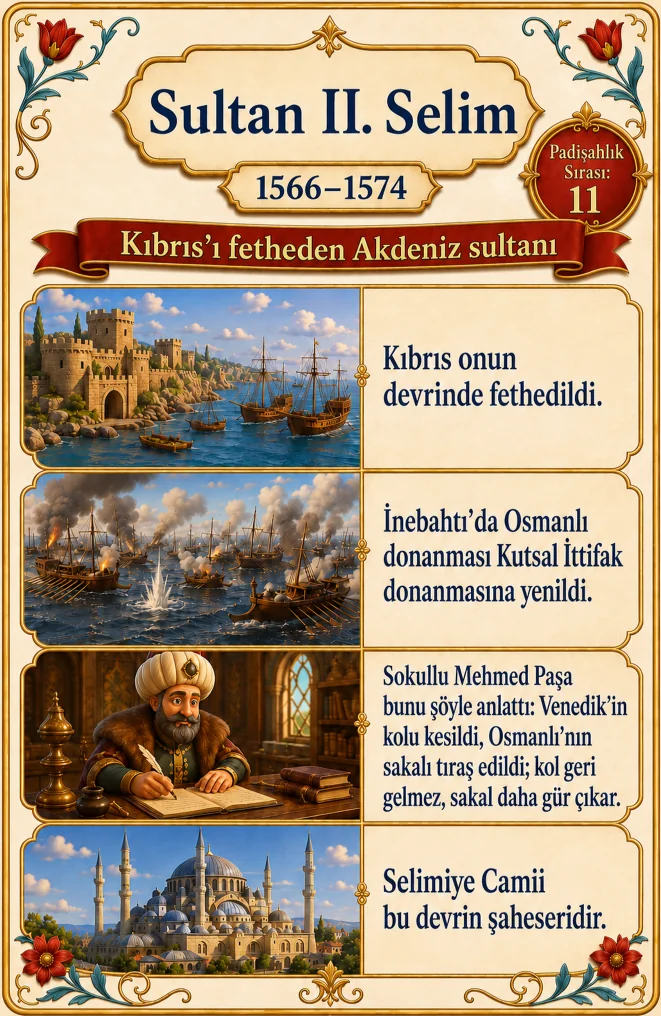 Sultan II. Selim
1566–1574
Padişahlık
Sırası:
11
Kıbrıs’ı fetheden Akdeniz sultanı
Kıbrıs onun
devrinde fethedildi.
İnebahtı’da Osmanlı
donanması Kutsal İttifak
donanmasına yenildi.
Sokullu Mehmed Paşa
bunu şöyle anlattı: Venedik’in
kolu kesildi, Osmanlı’nın
sakalı tıraş edildi; kol geri
gelmez, sakal daha gür çıkar.
Selimiye Camii
bu devrin şaheseridir.